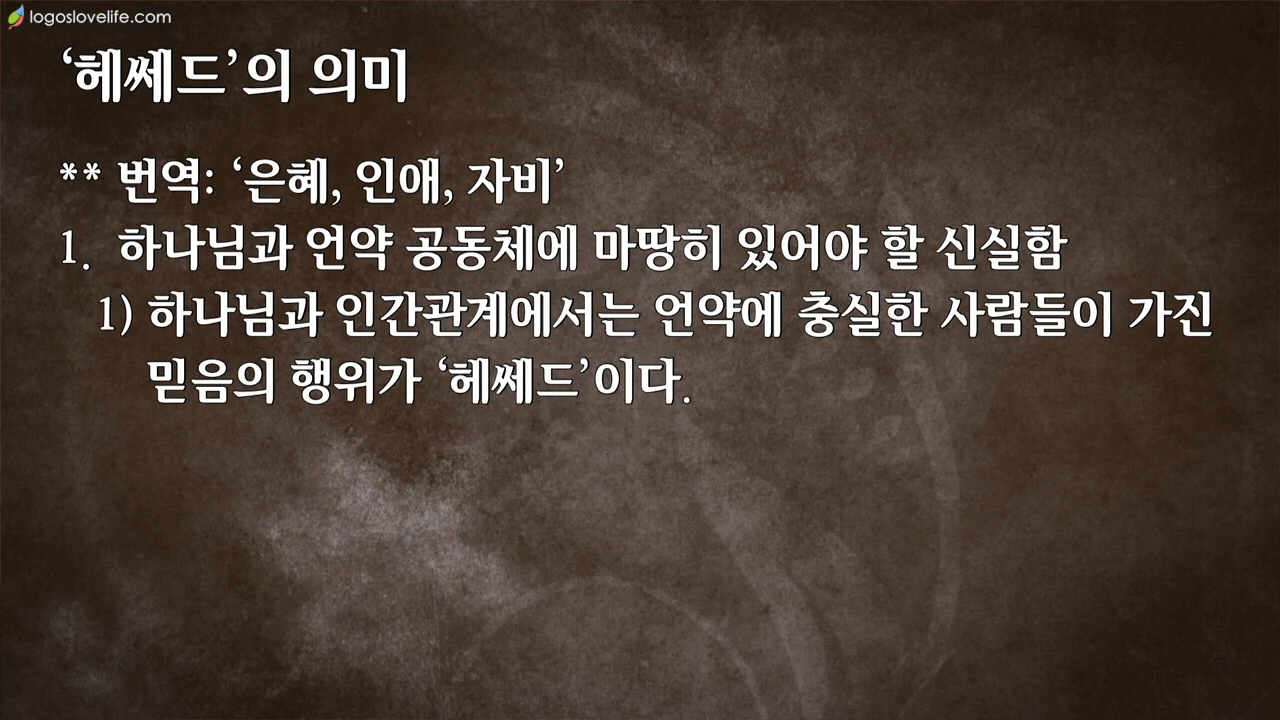 logoslovelife.com
‘헤쎄드’의 의미
** 번역: ‘은혜, 인애, 자비’
1. 하나님과 언약 공동체에 마땅히 있어야 할 신실함
1) 하나님과 인간관계에서는 언약에 충실한 사람들이 가진
믿음의 행위가 ‘헤쎄드’이다.